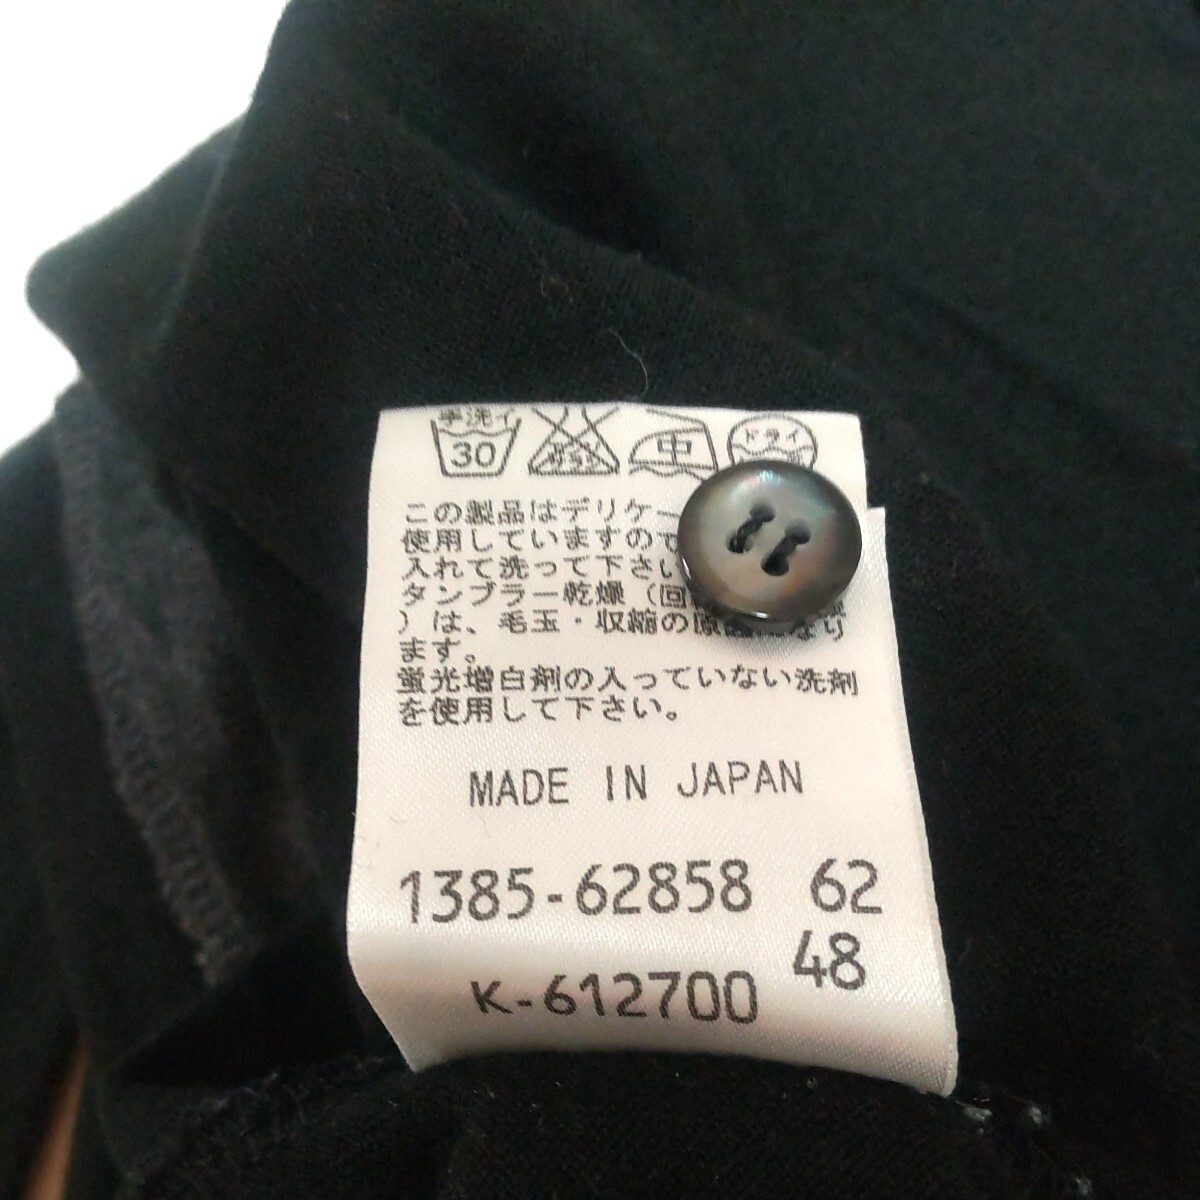 手洗イ
30
中
ドライ
この製品はデリケー
使用していますので
入れて洗って下さい
タンブラー乾燥（回
）は、毛玉・収縮の原 なり
ます。
蛍光増白剤の入っていない洗剤
を使用して下さい。
MADE IN JAPAN
1385-62858 62
48
K-612700